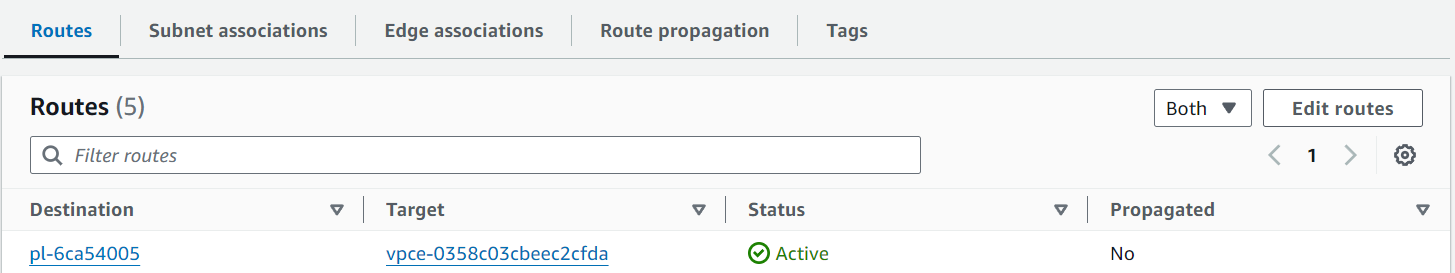 Routes Subnet associations Edge associations Route propagation Tags
Routes (5) Both Edit routes
Filter routes 1
Destination Target Status Propagated
pl-6ca54005 vpce-0358c03cbeec2cfda Active No